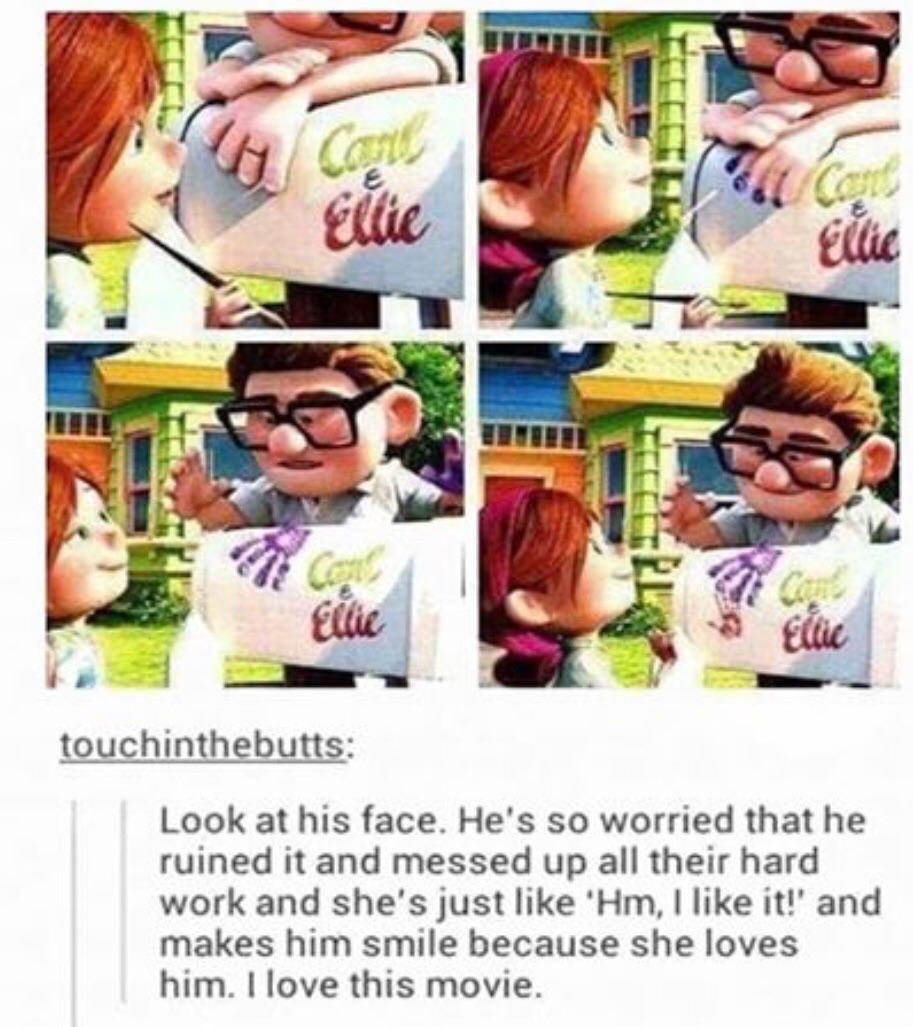 Carl
&
Ellie
Carl
&
Ellie
Carl
&
Ellie
Carl
&
Ellie
touchinthebutts:
Look at his face. He's so worried that he
ruined it and messed up all their hard
work and she's just like 'Hm, I like it!' and
makes him smile because she loves
him. I love this movie.